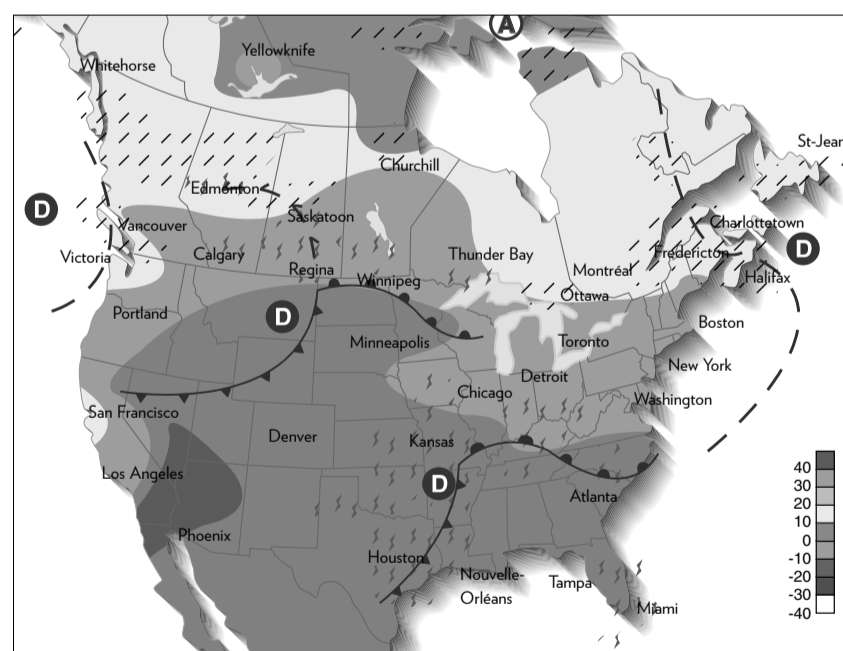 A
Yellowknife
Whitehorse
St-Jean
Churchill
Edmonton
Saskatoon
D
Vancouver
Charlottetown
Victoria
Calgary
Thunder Bay
Fredericton
D
Regina
Winnipeg
Montréal
Halifax
Ottawa
Portland
D
Boston
Minneapolis
Toronto
New York
Chicago
Detroit
Washington
San Francisco
Denver
Kansas
Los Angeles
D
Atlanta
Phoenix
Houston
Nouvelle-
Orléans
Tampa
Miami
40
30
20
10
0
-10
-20
-30
-40